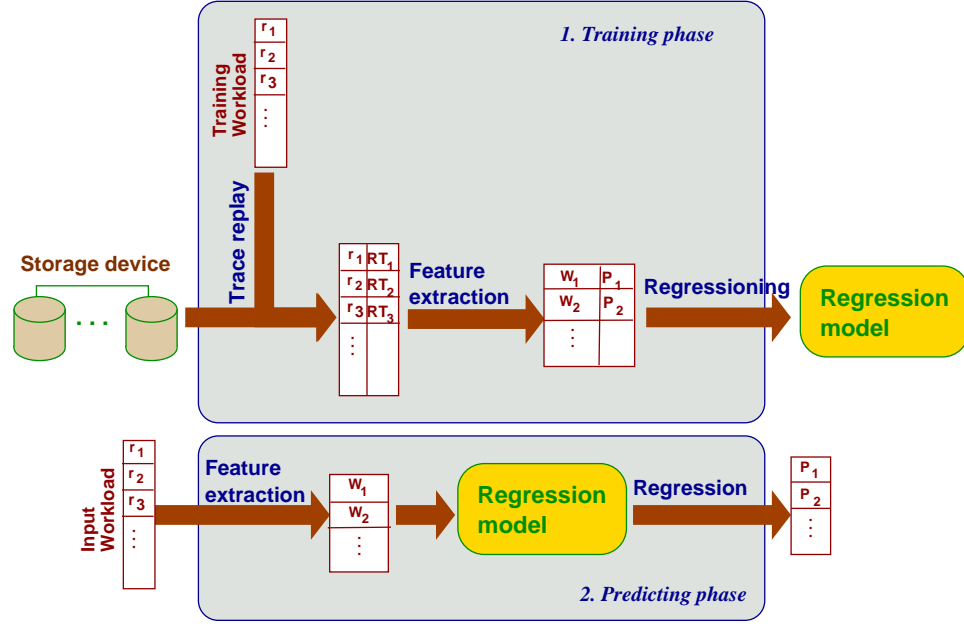 1. Training phase
r1
r2
r3
⋮
Training
Workload
Trace replay
Storage device
. . .
r1 RT1
r2 RT2
r3 RT3
⋮
Feature
extraction
W1 P1
W2 P2
⋮
Regressioning
Regression
model
Input
Workload
r1
r2
r3
⋮
Feature
extraction
W1
W2
⋮
Regression
model
Regression
P1
P2
⋮
2. Predicting phase